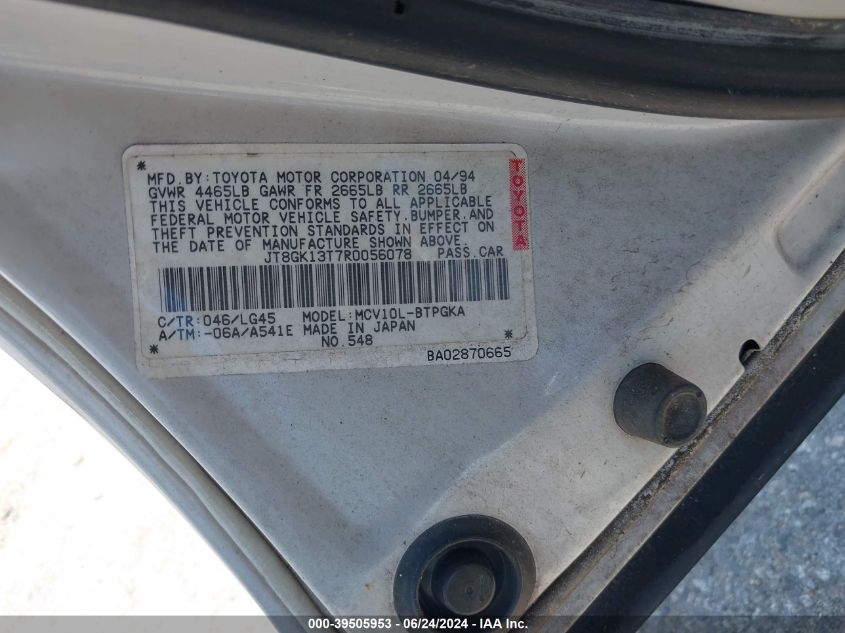 MFD. BY: TOYOTA MOTOR CORPORATION 04/94
GVWR 4465LB GAWR FR 2665LB RR 2665LB
THIS VEHICLE CONFORMS TO ALL APPLICABLE
FEDERAL MOTOR VEHICLE SAFETY, BUMPER, AND
THEFT PREVENTION STANDARDS IN EFFECT ON
THE DATE OF MANUFACTURE SHOWN ABOVE.
JT8GK13T7R0056078 PASS. CAR
TOYOTA
C/TR: 046/LG45 MODEL: MCV10L-BTPGKA
A/TM: -06A/A541E MADE IN JAPAN
NO. 548
BA02870665
000-39505953 | 06/24/2024 | IAA Inc.